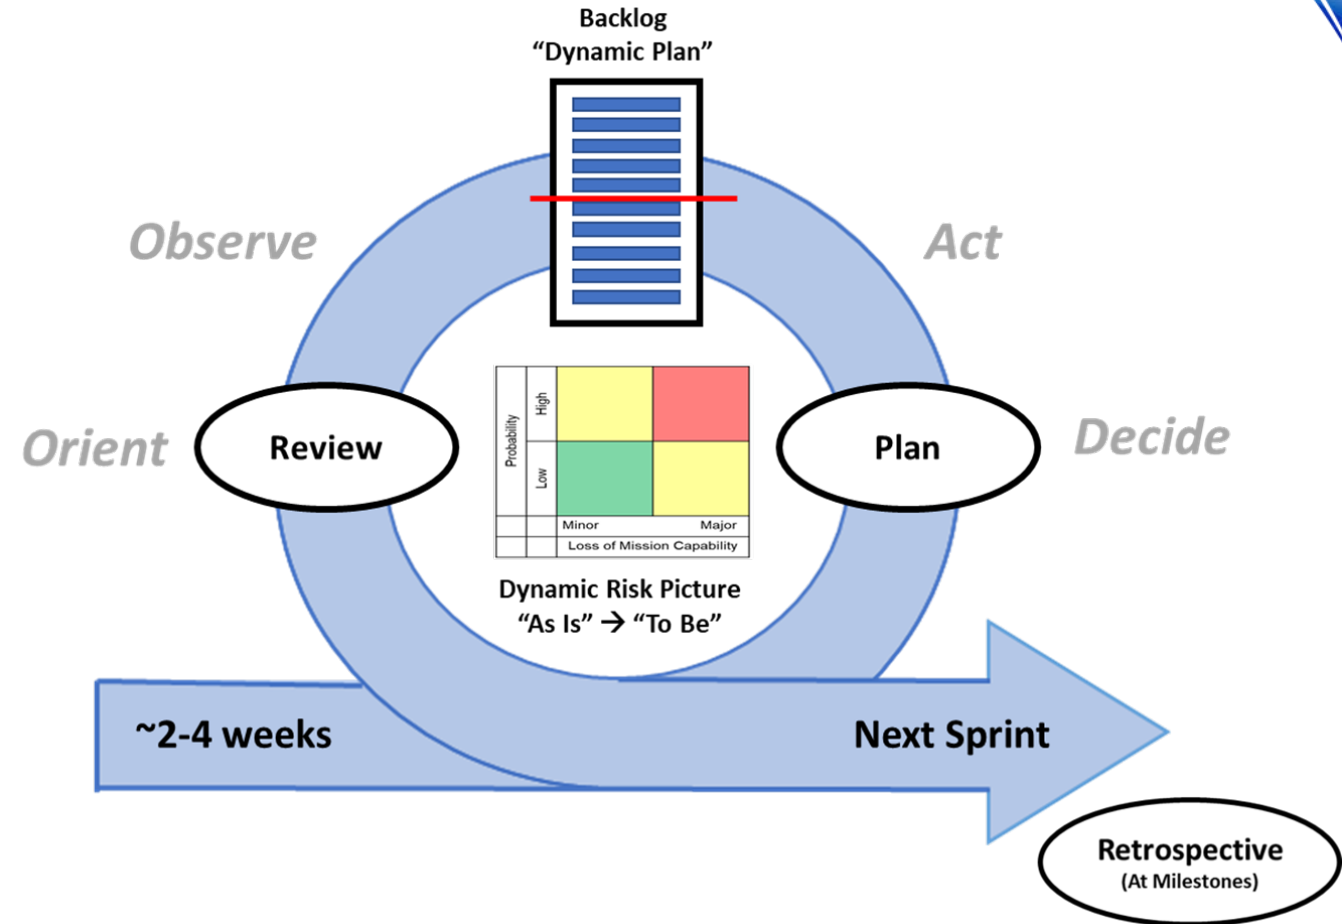 Backlog
“Dynamic Plan”
Observe
Act
Orient
Review
Plan
Decide
Probability
High
Low
Minor
Major
Loss of Mission Capability
Dynamic Risk Picture
“As Is” → “To Be”
~2-4 weeks
Next Sprint
Retrospective
(At Milestones)